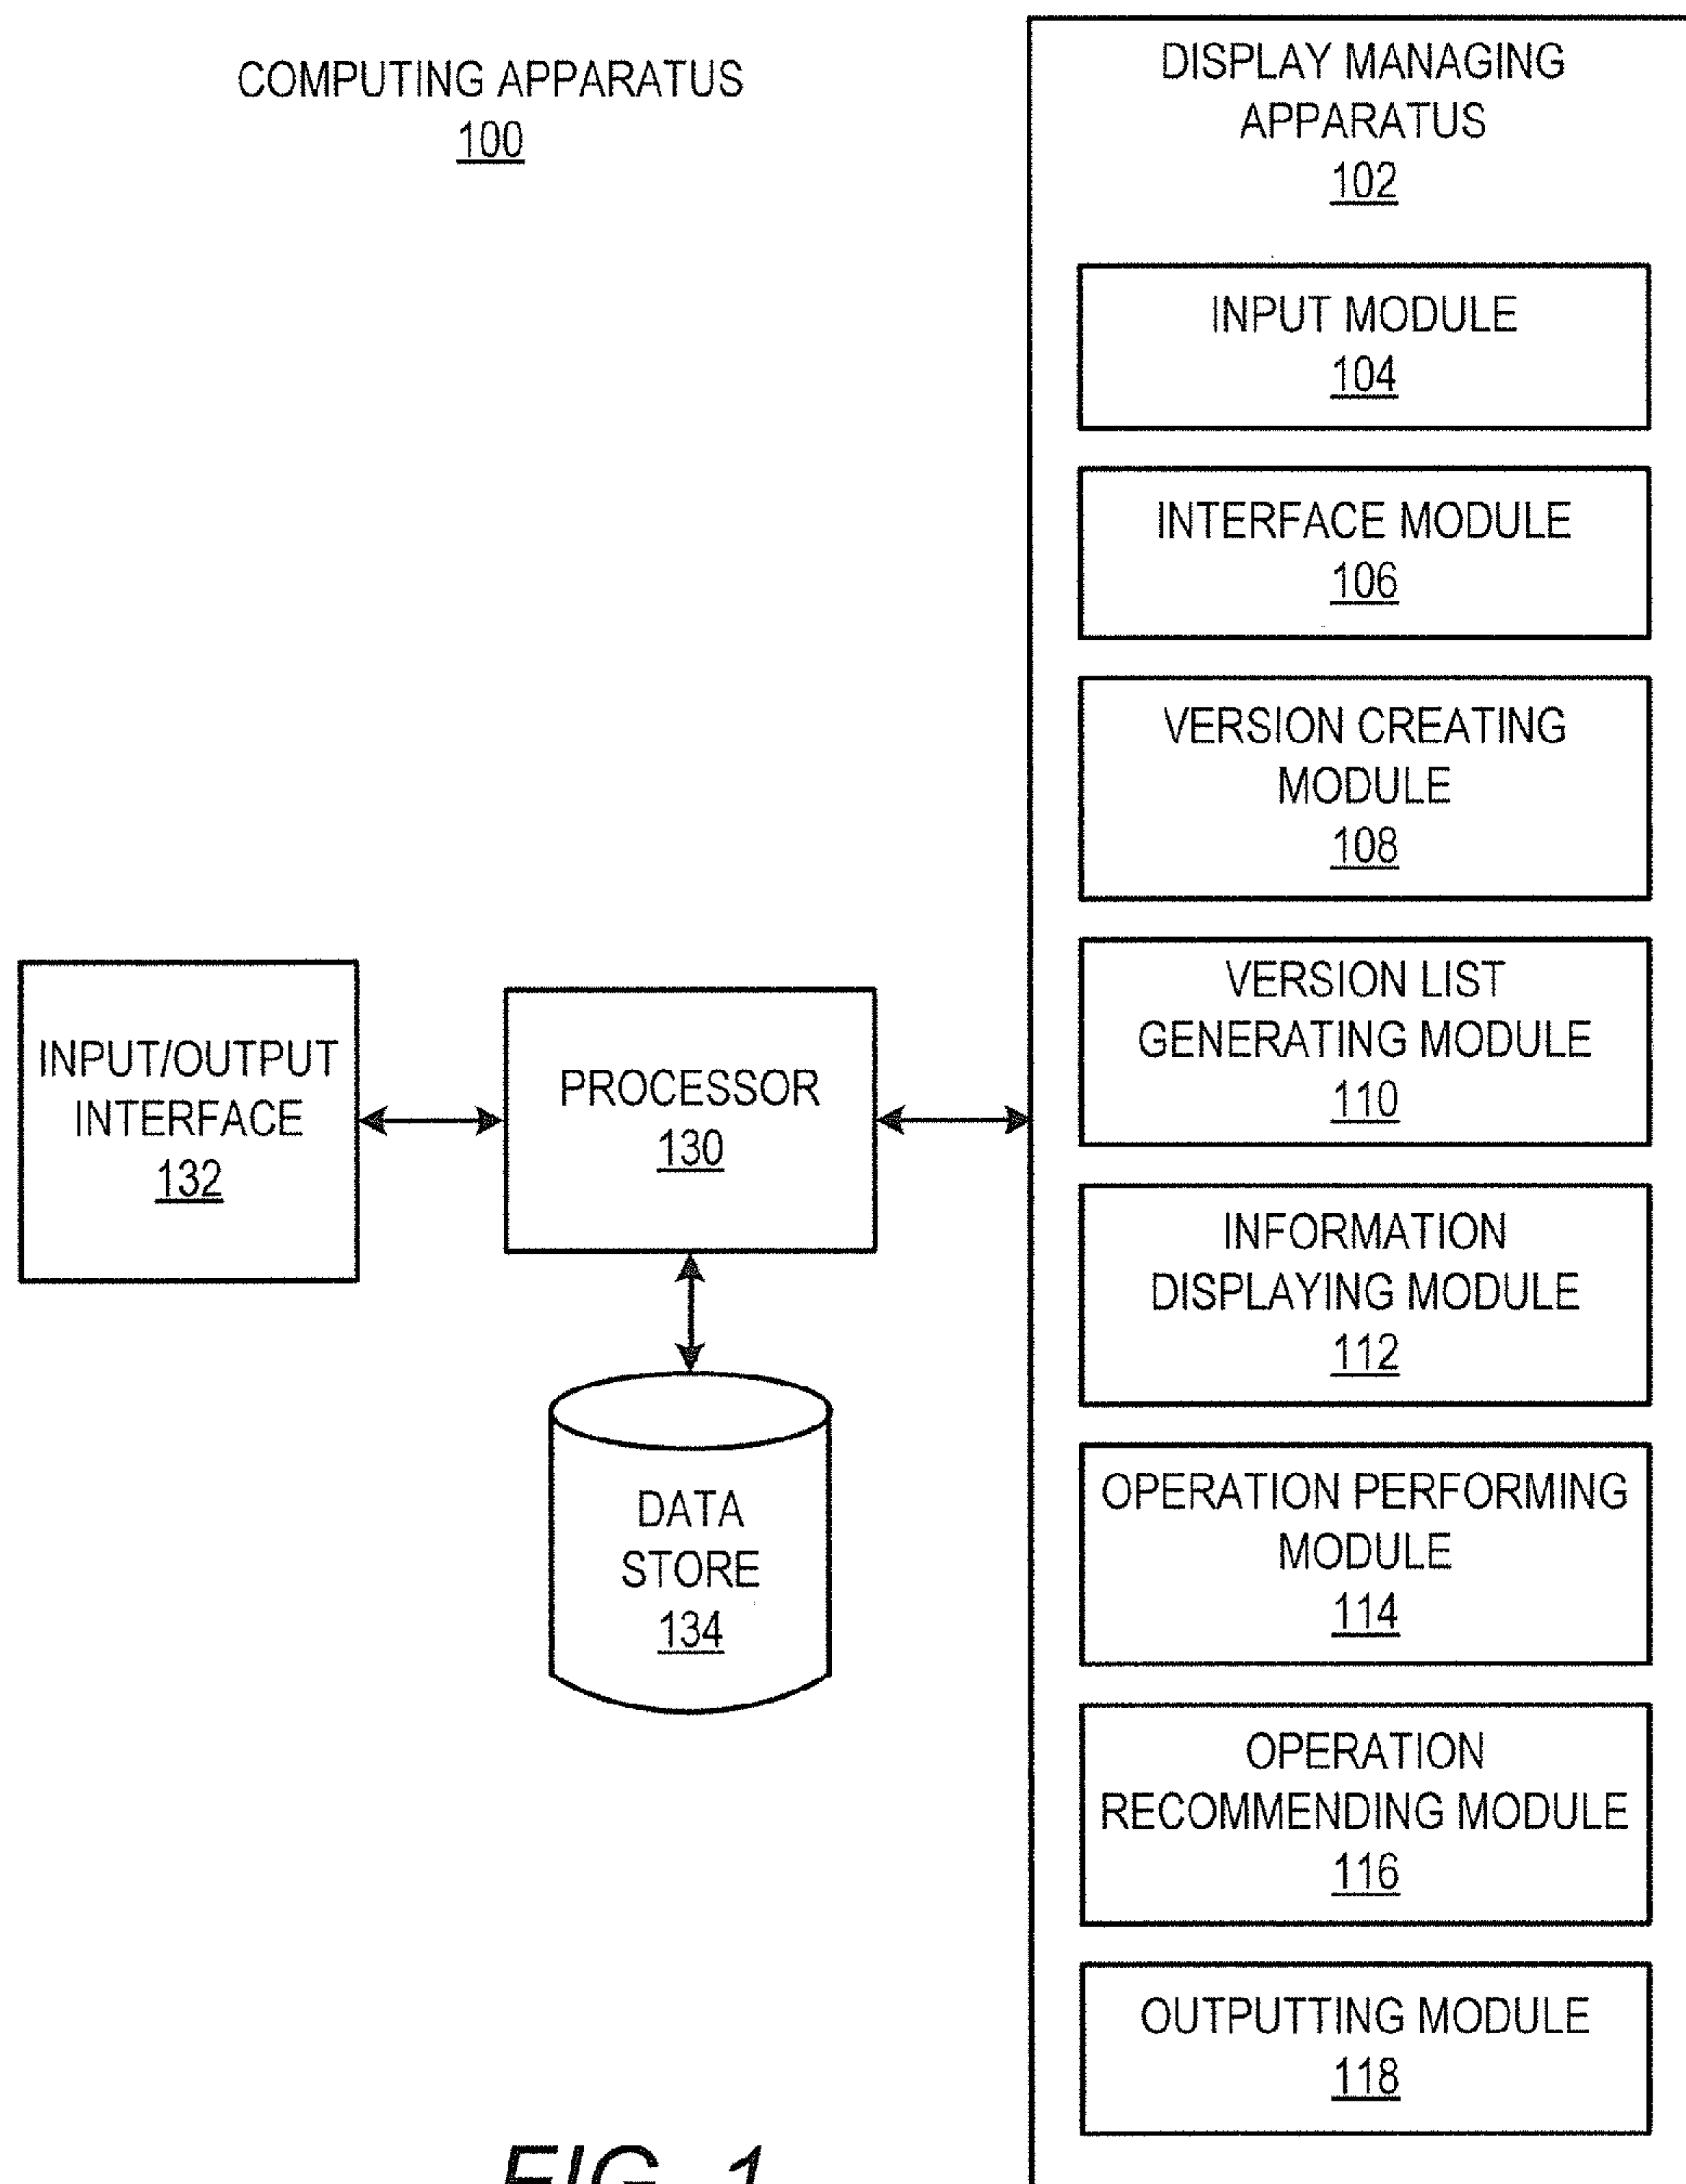 COMPUTING APPARATUS
100
DISPLAY MANAGING
APPARATUS
102
INPUT MODULE
104
INTERFACE MODULE
106
VERSION CREATING
MODULE
108
VERSION LIST
GENERATING MODULE
110
INFORMATION
DISPLAYING MODULE
112
OPERATION PERFORMING
MODULE
114
OPERATION
RECOMMENDING MODULE
116
OUTPUTTING MODULE
118
INPUT/OUTPUT
INTERFACE
132
PROCESSOR
130
DATA
STORE
134
FIG. 1